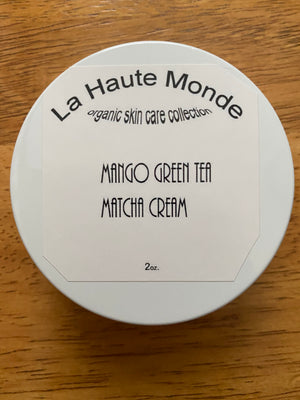 La Haute Monde
organic skin care collection
MANGO GREEN TEA
MATCHA CREAM
2oz.